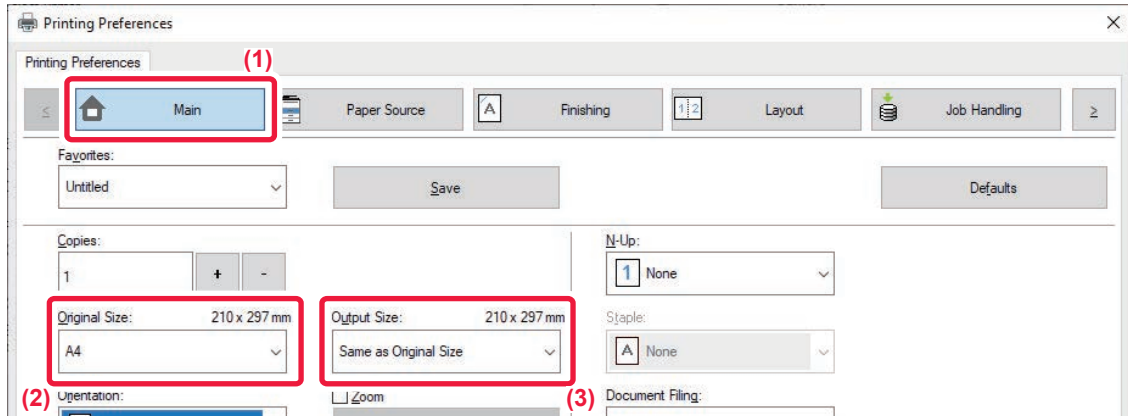 Printing Preferences
Printing Preferences
(1)
Main
Paper Source
Finishing
Layout
Job Handling
Favorites:
Untitled
Save
Defaults
Copies:
1
+
-
N-Up:
1 None
Original Size: 210 x 297 mm
A4
Output Size: 210 x 297 mm
Same as Original Size
Staple:
None
(2)
Orientation:
Zoom
(3)
Document Filing: